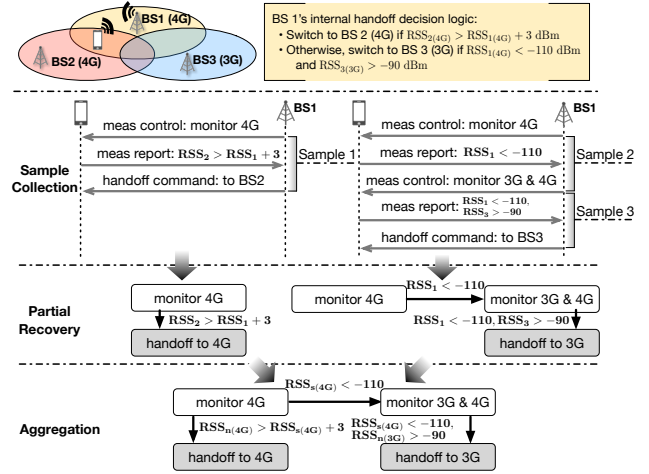 BS1 (4G)
BS2 (4G)
BS3 (3G)
BS 1's internal handoff decision logic:
• Switch to BS 2 (4G) if RSS2(4G) > RSS1(4G) + 3 dBm
• Otherwise, switch to BS 3 (3G) if RSS1(4G) < −110 dBm
and RSS3(3G) > −90 dBm
Sample Collection
BS1
meas control: monitor 4G
meas report: RSS2 > RSS1 + 3
handoff command: to BS2
Sample 1
BS1
meas control: monitor 4G
meas report: RSS1 < −110
meas control: monitor 3G & 4G
meas report: RSS1 < −110,
RSS3 > −90
handoff command: to BS3
Sample 2
Sample 3
Partial
Recovery
monitor 4G
RSS2 > RSS1 + 3
handoff to 4G
monitor 4G
RSS1 < −110
monitor 3G & 4G
RSS1 < −110, RSS3 > −90
handoff to 3G
Aggregation
monitor 4G
RSSs(4G) < −110
monitor 3G & 4G
RSSn(4G) > RSSs(4G) + 3
RSSs(4G) < −110,
RSSn(3G) > −90
handoff to 4G
handoff to 3G